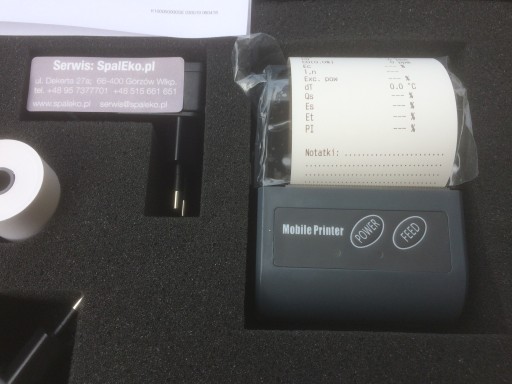 Serwis: SpalEko.pl
ul. Dekerta 27a, 66-400 Gorzów Wlkp.
tel. +48 95 7377701 +48 515 681 651
www.spaleko.pl serwis@spaleko.pl
--- %
Exc. pow --- %
dT 0.0 °C
Qs --- %
Es --- %
Et --- %
PI --- %
Notatki:
Mobile Printer
POWER
FEED